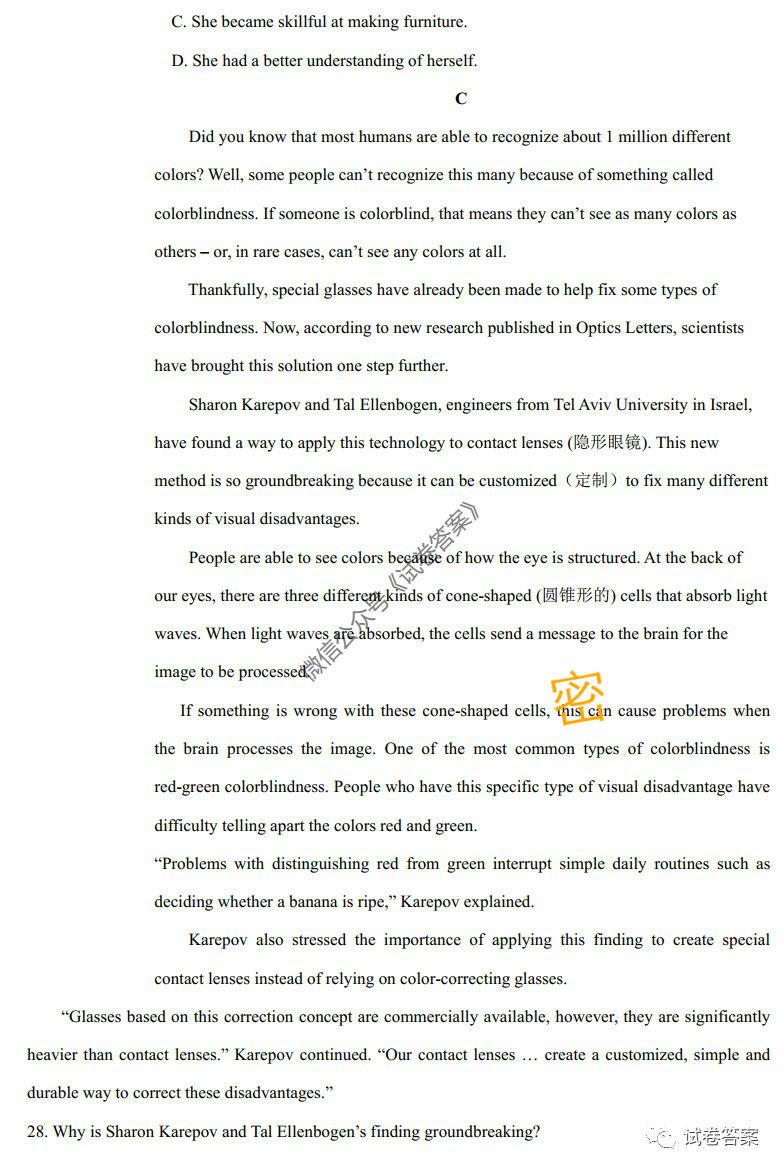 C. She became skillful at making furniture.
D. She had a better understanding of herself.
C
Did you know that most humans are able to recognize about 1 million different
colors? Well, some people can't recognize this many because of something called
colorblindness. If someone is colorblind, that means they can't see as many colors as
others – or, in rare cases, can't see any colors at all.
Thankfully, special glasses have already been made to help fix some types of
colorblindness. Now, according to new research published in Optics Letters, scientists
have brought this solution one step further.
Sharon Karepov and Tal Ellenbogen, engineers from Tel Aviv University in Israel,
have found a way to apply this technology to contact lenses (隐形眼镜). This new
method is so groundbreaking because it can be customized（定制）to fix many different
kinds of visual disadvantages.
People are able to see colors because of how the eye is structured. At the back of
our eyes, there are three different kinds of cone-shaped (圆锥形的) cells that absorb light
waves. When light waves are absorbed, the cells send a message to the brain for the
image to be processed.
If something is wrong with these cone-shaped cells, this can cause problems when
the brain processes the image. One of the most common types of colorblindness is
red-green colorblindness. People who have this specific type of visual disadvantage have
difficulty telling apart the colors red and green.
“Problems with distinguishing red from green interrupt simple daily routines such as
deciding whether a banana is ripe,” Karepov explained.
Karepov also stressed the importance of applying this finding to create special
contact lenses instead of relying on color-correcting glasses.
“Glasses based on this correction concept are commercially available, however, they are significantly
heavier than contact lenses.” Karepov continued. “Our contact lenses … create a customized, simple and
durable way to correct these disadvantages.”
28. Why is Sharon Karepov and Tal Ellenbogen's finding groundbreaking?
微信公众号《试卷答案》
密
试卷答案